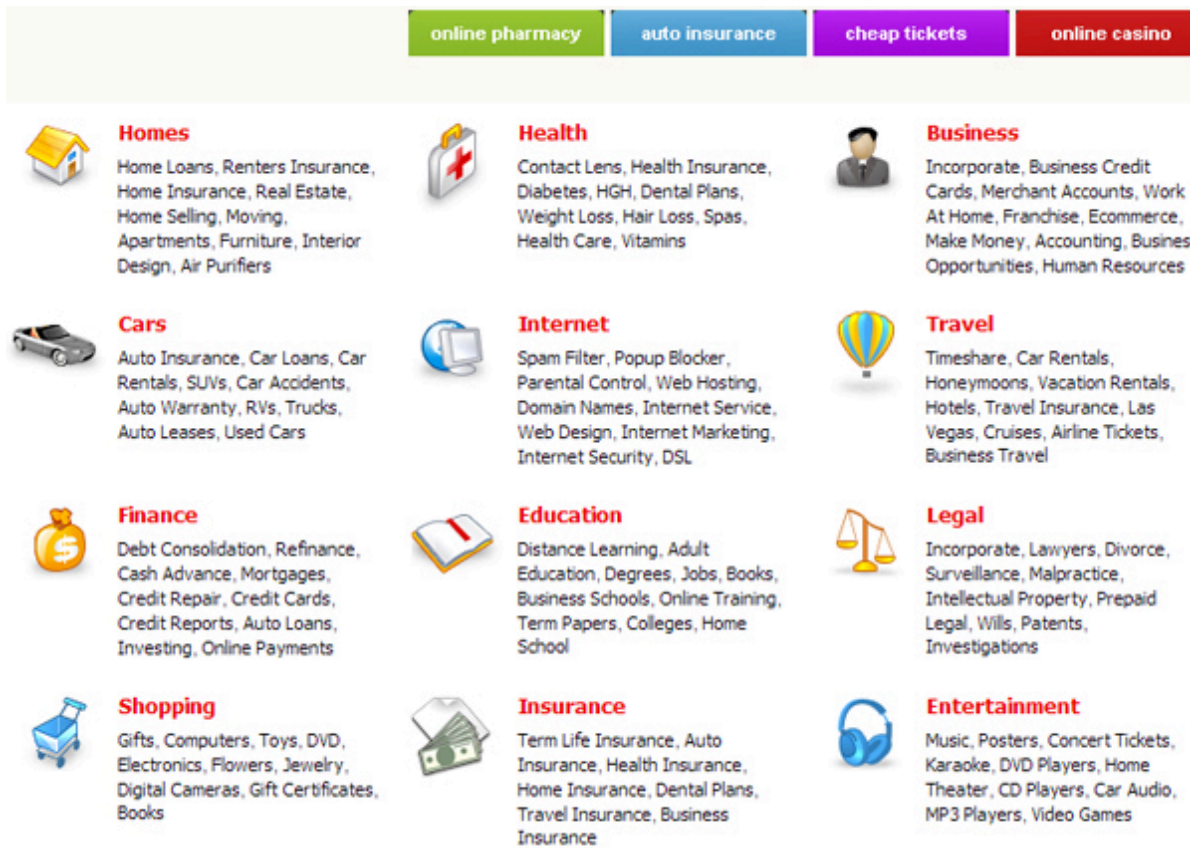 online pharmacy
auto insurance
cheap tickets
online casino
Homes
Home Loans, Renters Insurance,
Home Insurance, Real Estate,
Home Selling, Moving,
Apartments, Furniture, Interior
Design, Air Purifiers
Health
Contact Lens, Health Insurance,
Diabetes, HGH, Dental Plans,
Weight Loss, Hair Loss, Spas,
Health Care, Vitamins
Business
Incorporate, Business Credit
Cards, Merchant Accounts, Work
At Home, Franchise, Ecommerce,
Make Money, Accounting, Busines
Opportunities, Human Resources
Cars
Auto Insurance, Car Loans, Car
Rentals, SUVs, Car Accidents,
Auto Warranty, RVs, Trucks,
Auto Leases, Used Cars
Internet
Spam Filter, Popup Blocker,
Parental Control, Web Hosting,
Domain Names, Internet Service,
Web Design, Internet Marketing,
Internet Security, DSL
Travel
Timeshare, Car Rentals,
Honeymoons, Vacation Rentals,
Hotels, Travel Insurance, Las
Vegas, Cruises, Airline Tickets,
Business Travel
Finance
Debt Consolidation, Refinance,
Cash Advance, Mortgages,
Credit Repair, Credit Cards,
Credit Reports, Auto Loans,
Investing, Online Payments
Education
Distance Learning, Adult
Education, Degrees, Jobs, Books,
Business Schools, Online Training,
Term Papers, Colleges, Home
School
Legal
Incorporate, Lawyers, Divorce,
Surveillance, Malpractice,
Intellectual Property, Prepaid
Legal, Wills, Patents,
Investigations
Shopping
Gifts, Computers, Toys, DVD,
Electronics, Flowers, Jewelry,
Digital Cameras, Gift Certificates,
Books
Insurance
Term Life Insurance, Auto
Insurance, Health Insurance,
Home Insurance, Dental Plans,
Travel Insurance, Business
Insurance
Entertainment
Music, Posters, Concert Tickets,
Karaoke, DVD Players, Home
Theater, CD Players, Car Audio,
MP3 Players, Video Games